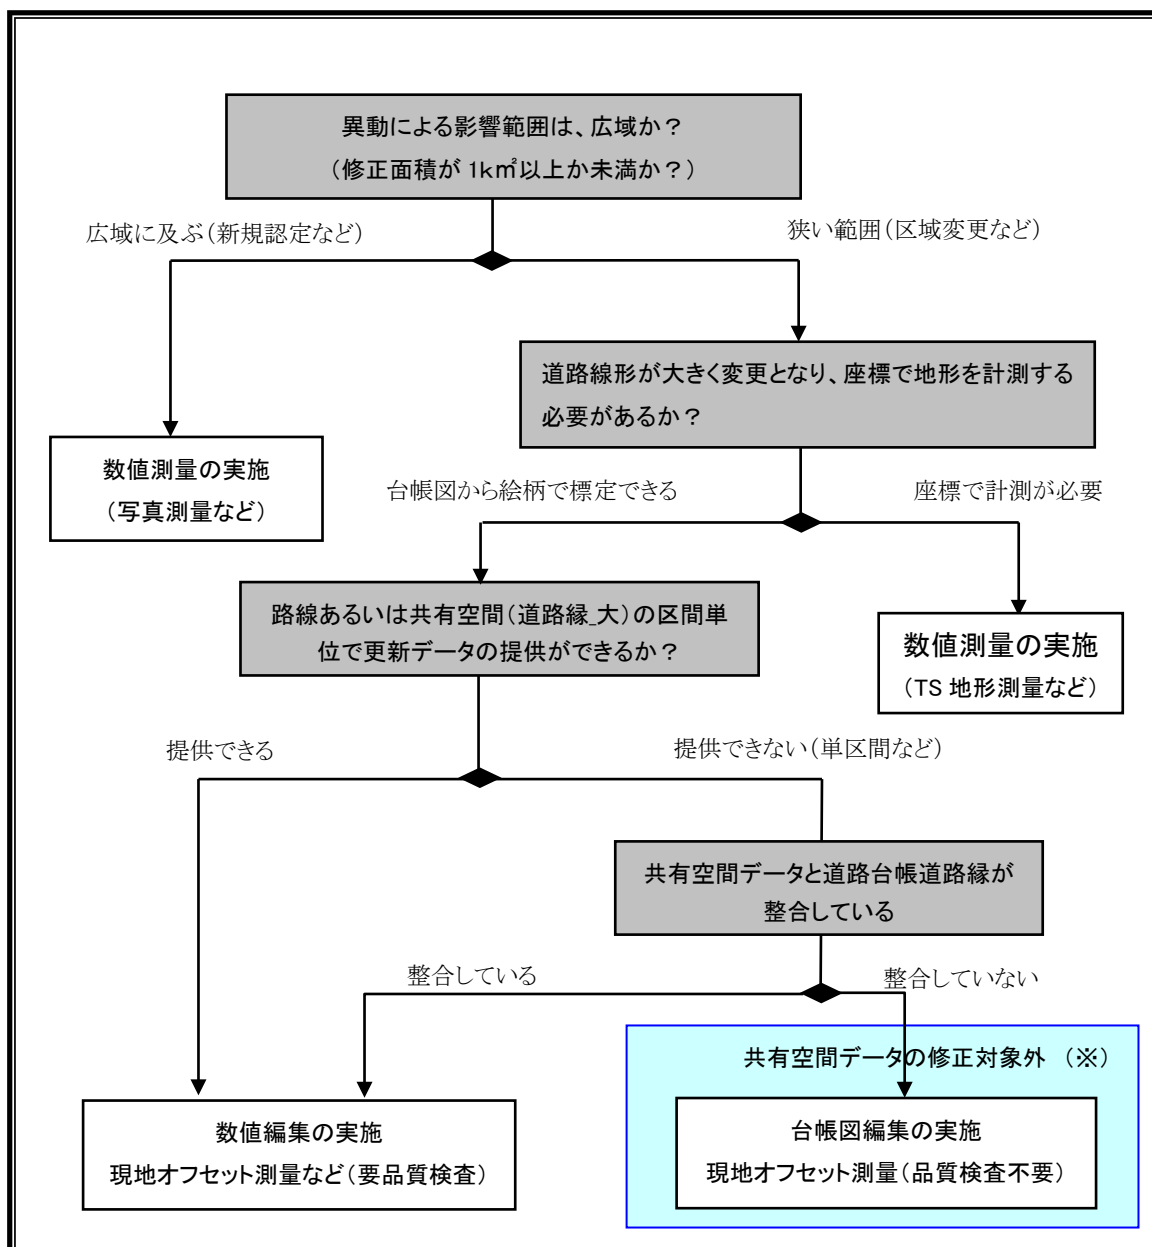 異動による影響範囲は、広域か？
（修正面積が 1k㎡以上か未満か？）
広域に及ぶ（新規認定など）
狭い範囲（区域変更など）
道路線形が大きく変更となり、座標で地形を計測する
必要があるか？
数値測量の実施
（写真測量など）
台帳図から絵柄で標定できる
座標で計測が必要
路線あるいは共有空間（道路縁_大）の区間単
位で更新データの提供ができるか？
数値測量の実施
（TS 地形測量など）
提供できる
提供できない（単区間など）
共有空間データと道路台帳道路縁が
整合している
整合している
整合していない
共有空間データの修正対象外 （※）
数値編集の実施
現地オフセット測量など（要品質検査）
台帳図編集の実施
現地オフセット測量（品質検査不要）